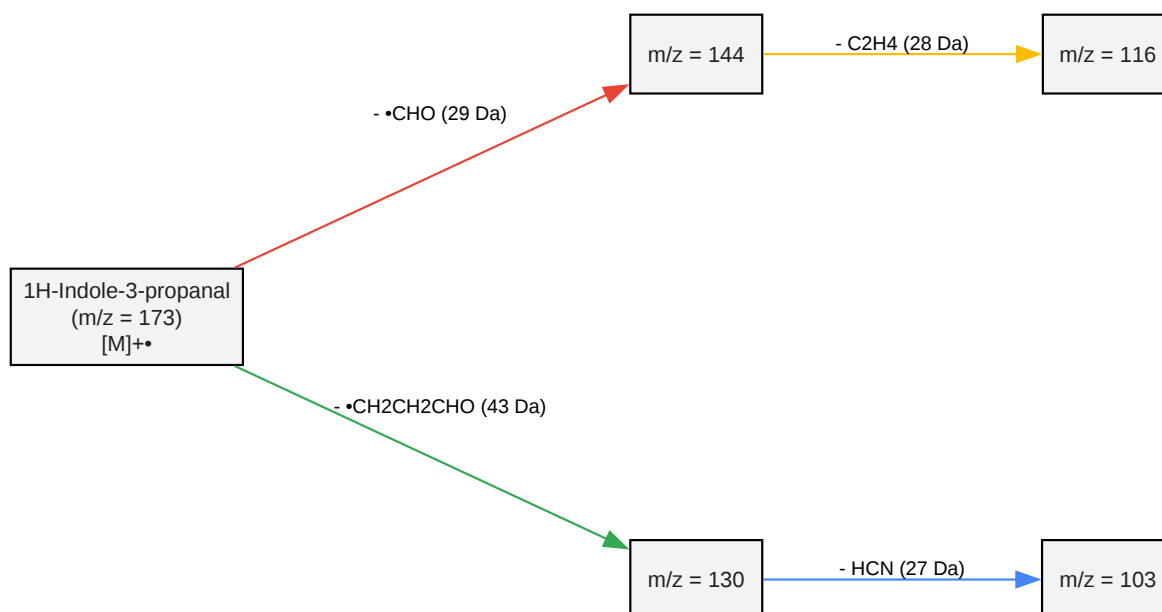 m/z = 144
- C2H4 (28 Da)
m/z = 116
- •CHO (29 Da)
1H-Indole-3-propanal
(m/z = 173)
[M]+•
- •CH2CH2CHO (43 Da)
m/z = 130
- HCN (27 Da)
m/z = 103